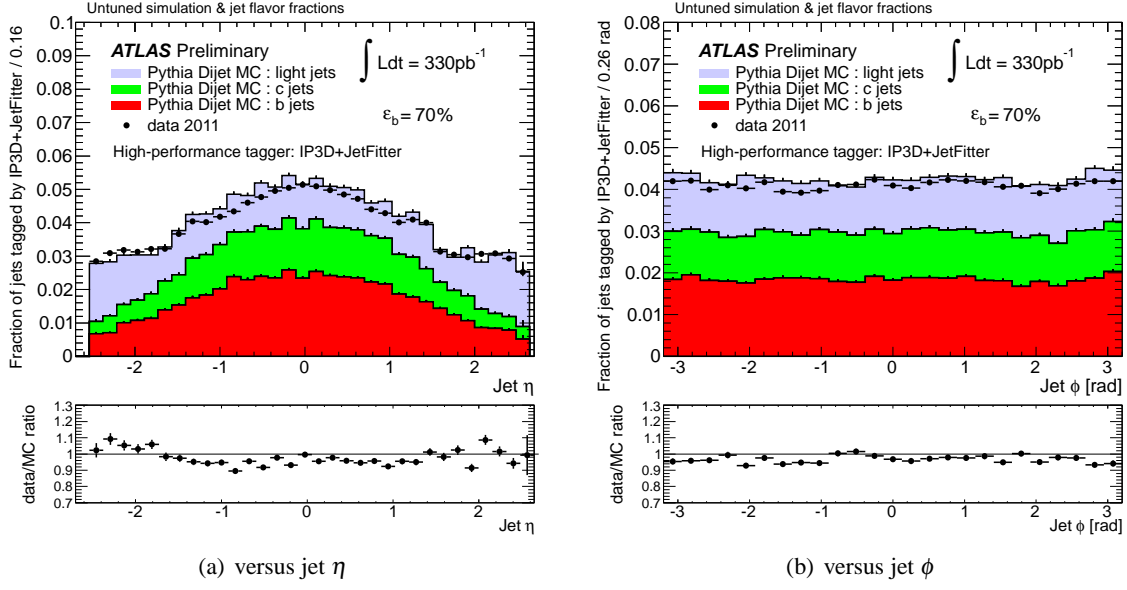 Untuned simulation & jet flavor fractions
Fraction of jets tagged by IP3D+JetFitter / 0.16
0.1
0.09
0.08
0.07
0.06
0.05
0.04
0.03
0.02
0.01
0
ATLAS Preliminary
∫ Ldt = 330pb⁻¹
Pythia Dijet MC : light jets
Pythia Dijet MC : c jets
Pythia Dijet MC : b jets
data 2011
ε_b = 70%
High-performance tagger: IP3D+JetFitter
-2 -1 0 1 2
Jet η
data/MC ratio
1.3
1.2
1.1
1
0.9
0.8
0.7
-2 -1 0 1 2
Jet η
(a) versus jet η
Untuned simulation & jet flavor fractions
Fraction of jets tagged by IP3D+JetFitter / 0.26 rad
0.08
0.07
0.06
0.05
0.04
0.03
0.02
0.01
0.00
ATLAS Preliminary
∫ Ldt = 330pb⁻¹
Pythia Dijet MC : light jets
Pythia Dijet MC : c jets
Pythia Dijet MC : b jets
data 2011
ε_b = 70%
High-performance tagger: IP3D+JetFitter
-3 -2 -1 0 1 2 3
Jet ϕ [rad]
data/MC ratio
1.3
1.2
1.1
1
0.9
0.8
0.7
-3 -2 -1 0 1 2 3
Jet ϕ [rad]
(b) versus jet ϕ